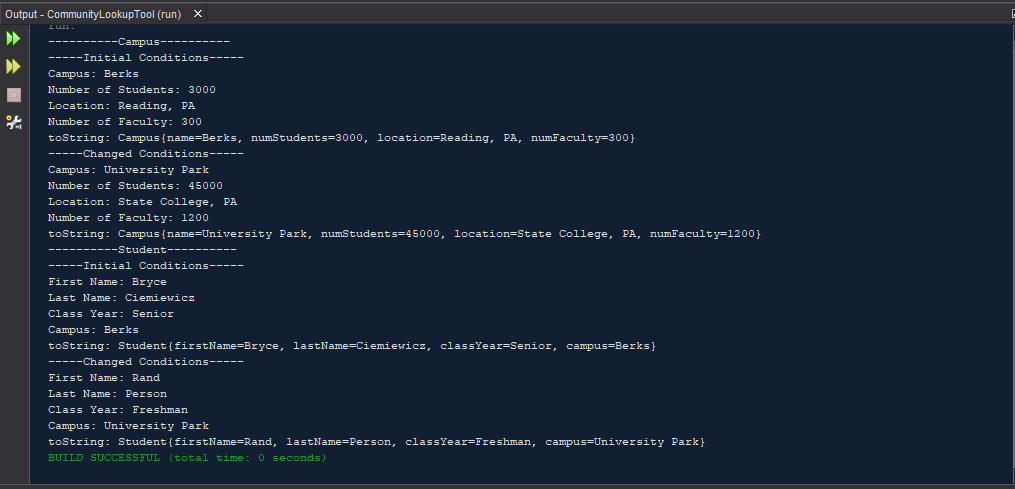 Output - CommunityLookupTool (run)
run:
----------Campus----------
-----Initial Conditions-----
Campus: Berks
Number of Students: 3000
Location: Reading, PA
Number of Faculty: 300
toString: Campus{name=Berks, numStudents=3000, location=Reading, PA, numFaculty=300}
-----Changed Conditions-----
Campus: University Park
Number of Students: 45000
Location: State College, PA
Number of Faculty: 1200
toString: Campus{name=University Park, numStudents=45000, location=State College, PA, numFaculty=1200}
----------Student----------
-----Initial Conditions-----
First Name: Bryce
Last Name: Ciemiewicz
Class Year: Senior
Campus: Berks
toString: Student{firstName=Bryce, lastName=Ciemiewicz, classYear=Senior, campus=Berks}
-----Changed Conditions-----
First Name: Rand
Last Name: Person
Class Year: Freshman
Campus: University Park
toString: Student{firstName=Rand, lastName=Person, classYear=Freshman, campus=University Park}
BUILD SUCCESSFUL (total time: 0 seconds)